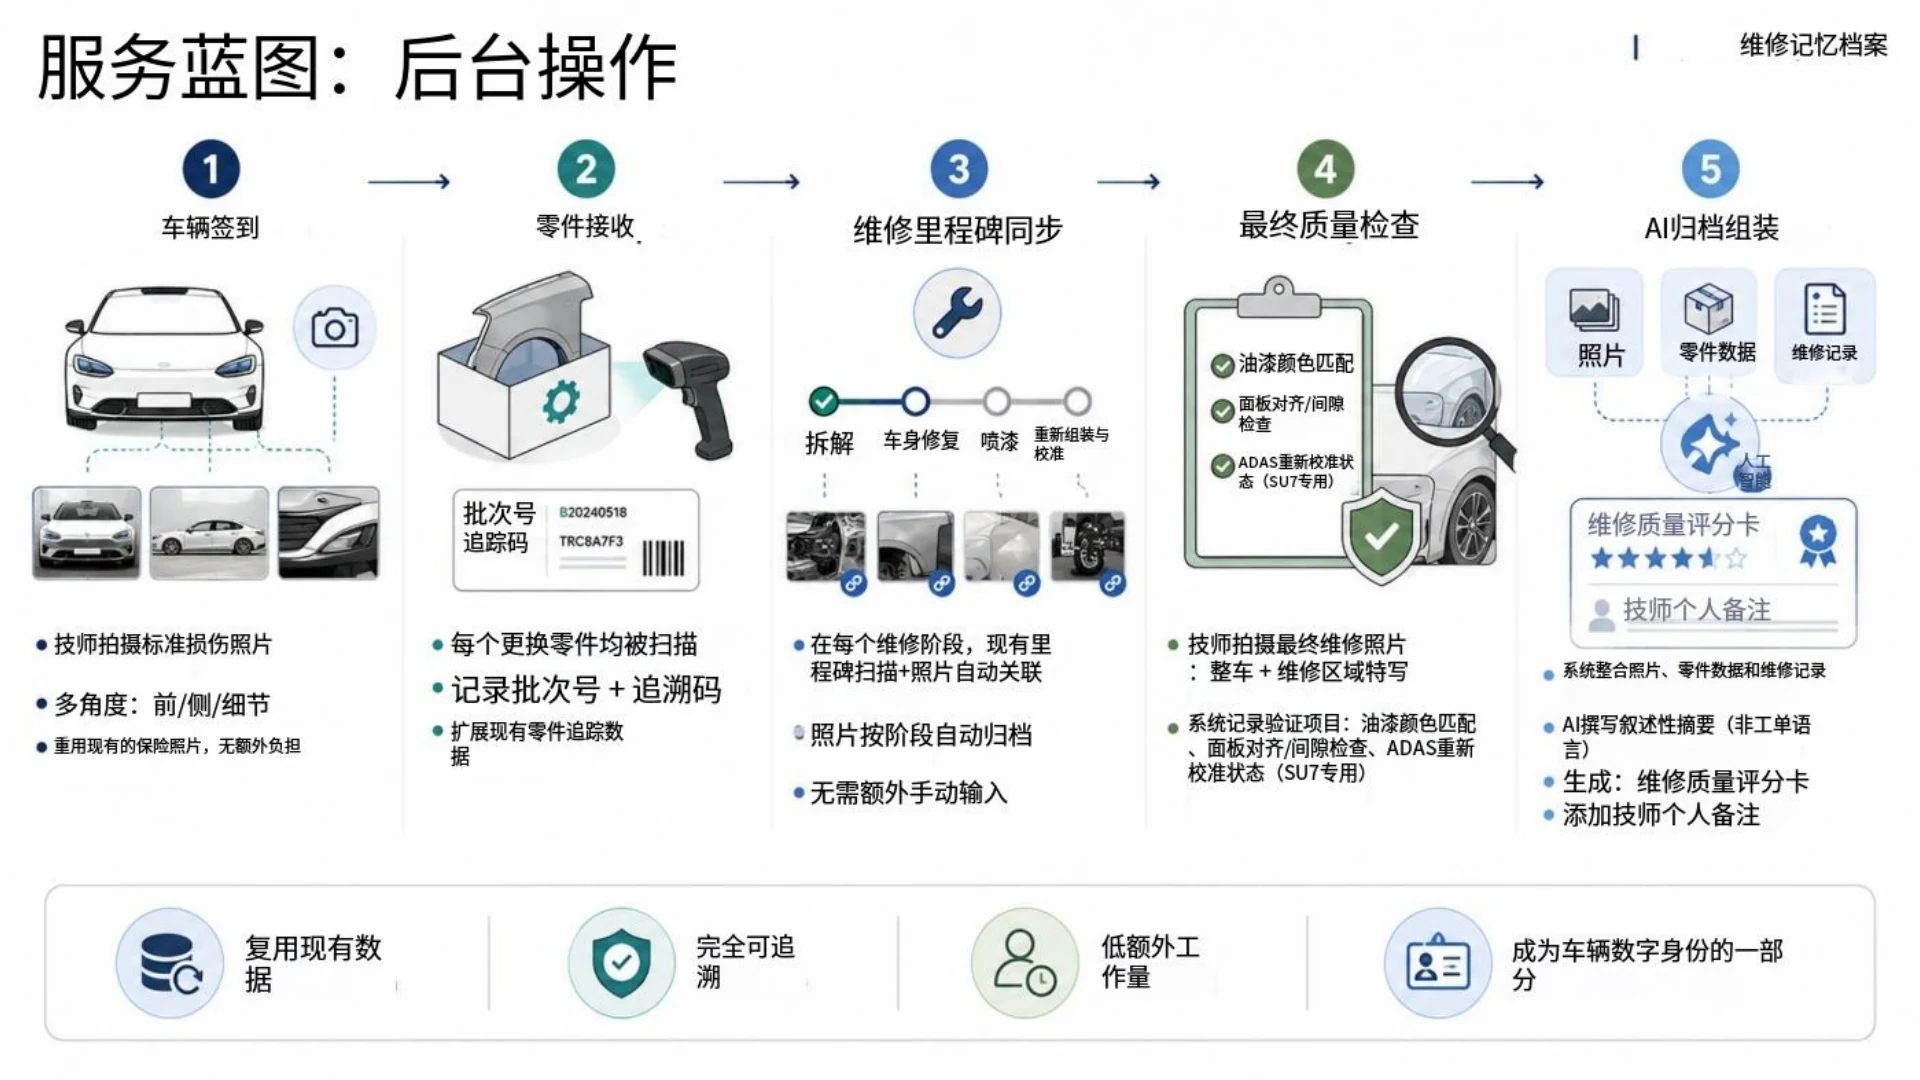 服务蓝图：后台操作
维修记忆档案
1
2
3
4
5
车辆签到
零件接收
维修里程碑同步
最终质量检查
AI归档组装
批次号
追踪码
B20240518
TRC8A7F3
拆解
车身修复
喷漆
重新组装与
校准
油漆颜色匹配
面板对齐/间隙
检查
ADAS重新校准状
态（SU7专用）
照片
零件数据
维修记录
人工
智能
维修质量评分卡
技师个人备注
技师拍摄标准损伤照片
多角度：前/侧/细节
重用现有的保险照片，无额外负担
每个更换零件均被扫描
记录批次号 + 追溯码
扩展现有零件追踪数
据
在每个维修阶段，现有里
程碑扫描+照片自动关联
照片按阶段自动归档
无需额外手动输入
技师拍摄最终维修照片
：整车 + 维修区域特写
系统记录验证项目：油漆颜色匹配
、面板对齐/间隙检查、ADAS重新
校准状态（SU7专用）
系统整合照片、零件数据和维修记录
AI撰写叙述性摘要（非工单语
言）
生成：维修质量评分卡
添加技师个人备注
复用现有数
据
完全可追
溯
低额外工
作量
成为车辆数字身份的一部
分